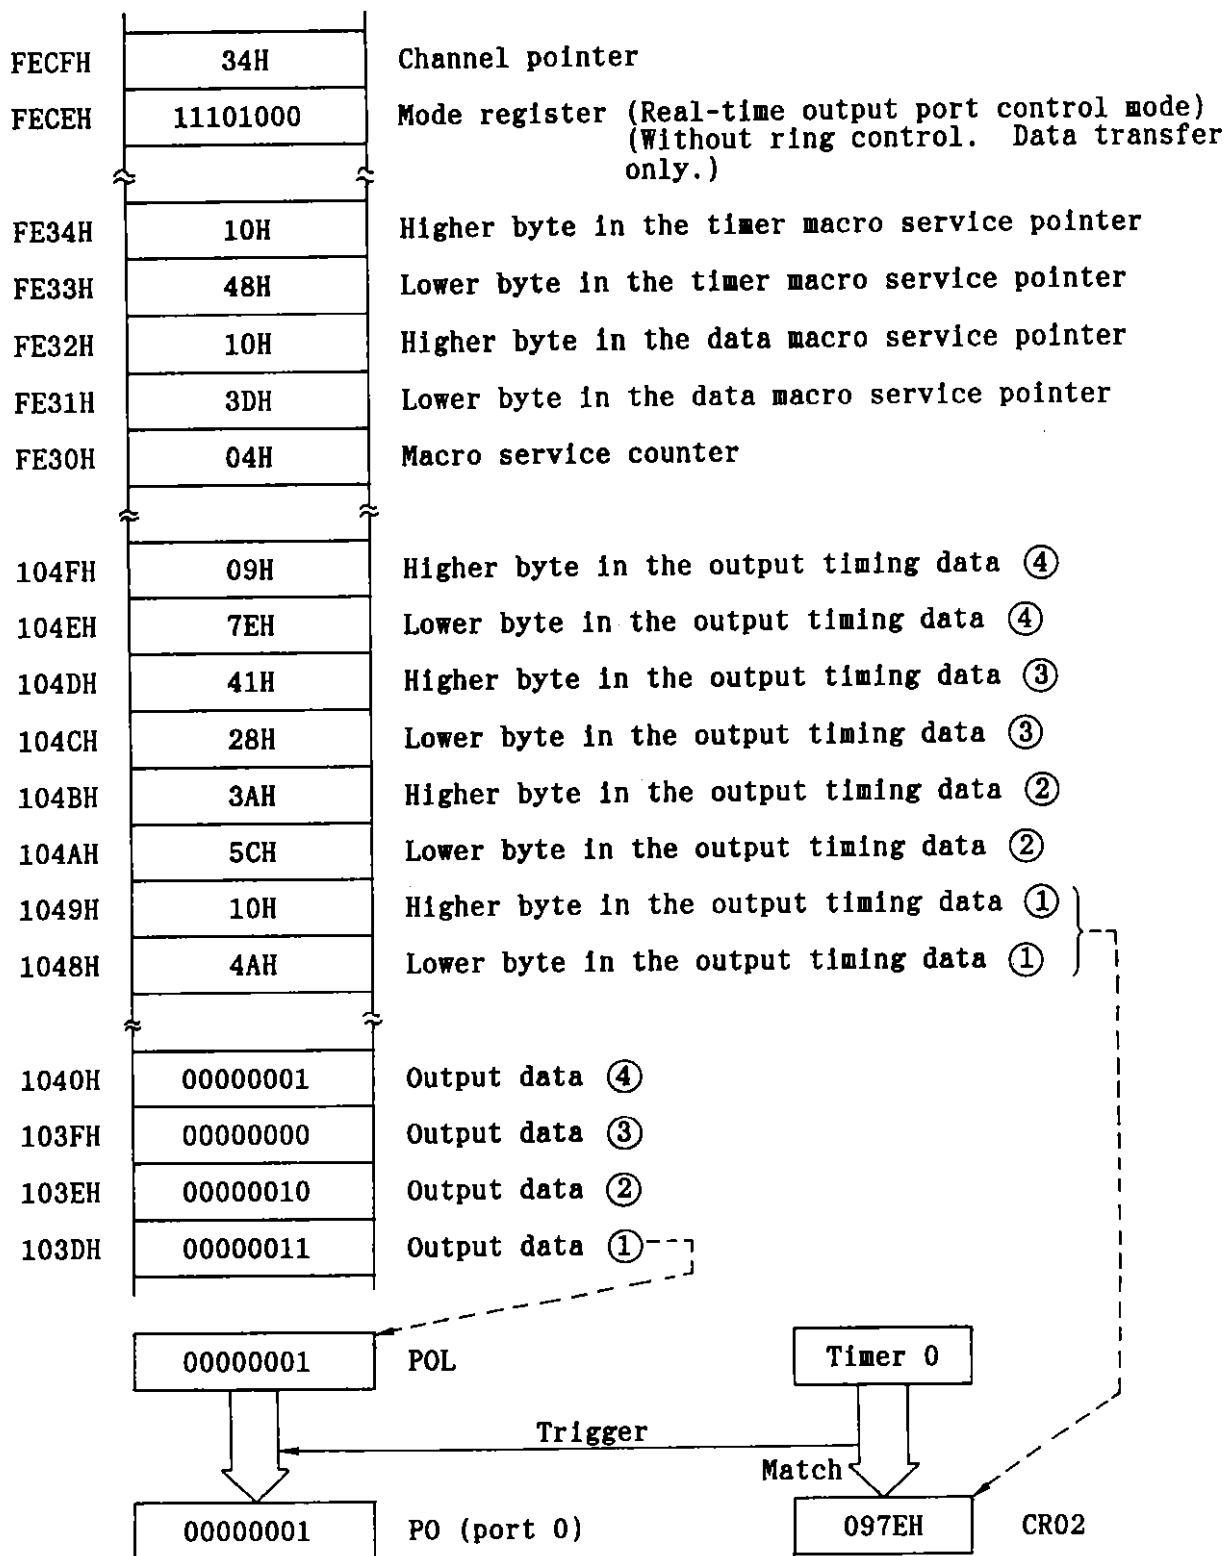 FECFH 34H Channel pointer
FECEH 11101000 Mode register (Real-time output port control mode)
(Without ring control. Data transfer
only.)
FE34H 10H Higher byte in the timer macro service pointer
FE33H 48H Lower byte in the timer macro service pointer
FE32H 10H Higher byte in the data macro service pointer
FE31H 3DH Lower byte in the data macro service pointer
FE30H 04H Macro service counter
104FH 09H Higher byte in the output timing data ④
104EH 7EH Lower byte in the output timing data ④
104DH 41H Higher byte in the output timing data ③
104CH 28H Lower byte in the output timing data ③
104BH 3AH Higher byte in the output timing data ②
104AH 5CH Lower byte in the output timing data ②
1049H 10H Higher byte in the output timing data ①
1048H 4AH Lower byte in the output timing data ①
1040H 00000001 Output data ④
103FH 00000000 Output data ③
103EH 00000010 Output data ②
103DH 00000011 Output data ①
00000001 P0L Timer 0
Trigger
Match
00000001 P0 (port 0) 097EH CR02